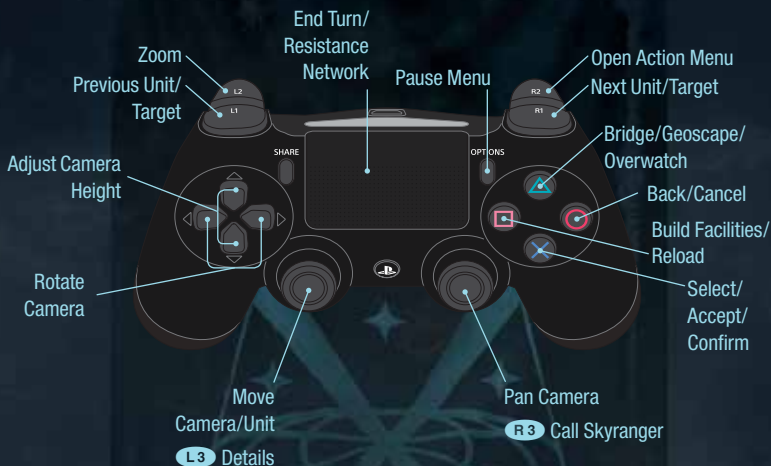 End Turn/
Resistance
Network
Zoom
Previous Unit/
Target
Pause Menu
Open Action Menu
Next Unit/Target
L2
L1
R2
R1
SHARE
OPTIONS
Bridge/Geoscape/
Overwatch
Adjust Camera
Height
Back/Cancel
Build Facilities/
Reload
Rotate
Camera
Select/
Accept/
Confirm
Move
Camera/Unit
L3 Details
Pan Camera
R3 Call Skyranger